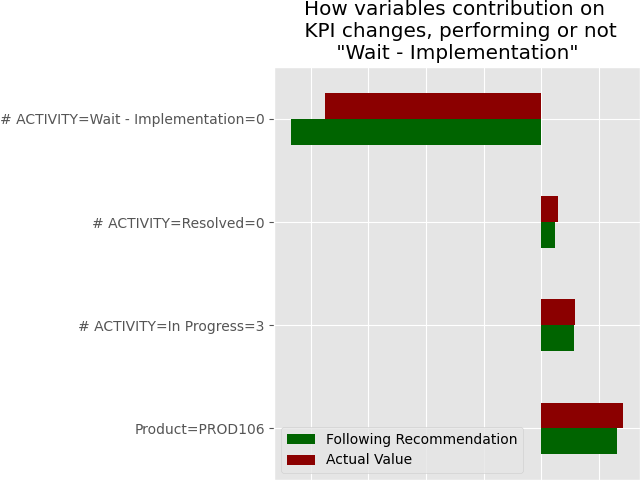 How variables contribution on
KPI changes, performing or not
"Wait - Implementation"
# ACTIVITY=Wait - Implementation=0
# ACTIVITY=Resolved=0
# ACTIVITY=In Progress=3
Product=PROD106
Following Recommendation
Actual Value